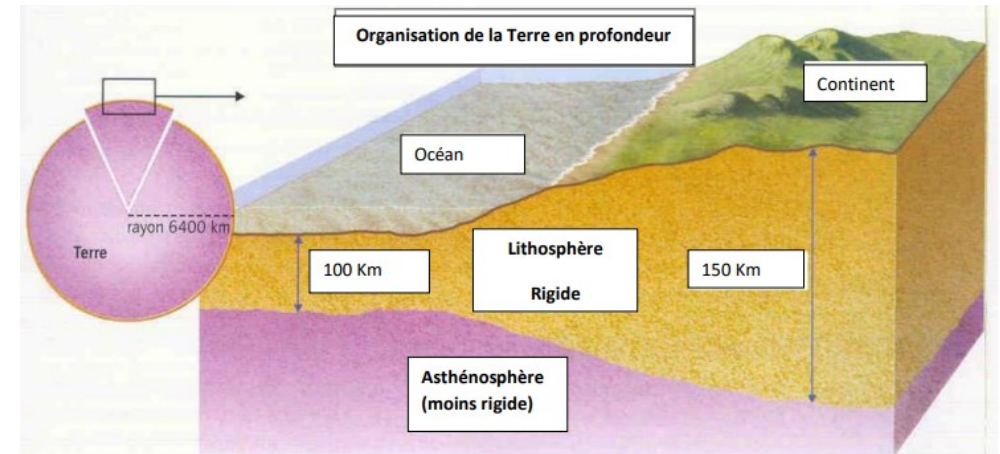 Organisation de la Terre en profondeur
Continent
Océan
rayon 6400 km
Terre
Lithosphère
Rigide
100 Km
150 Km
Asthénosphère
(moins rigide)